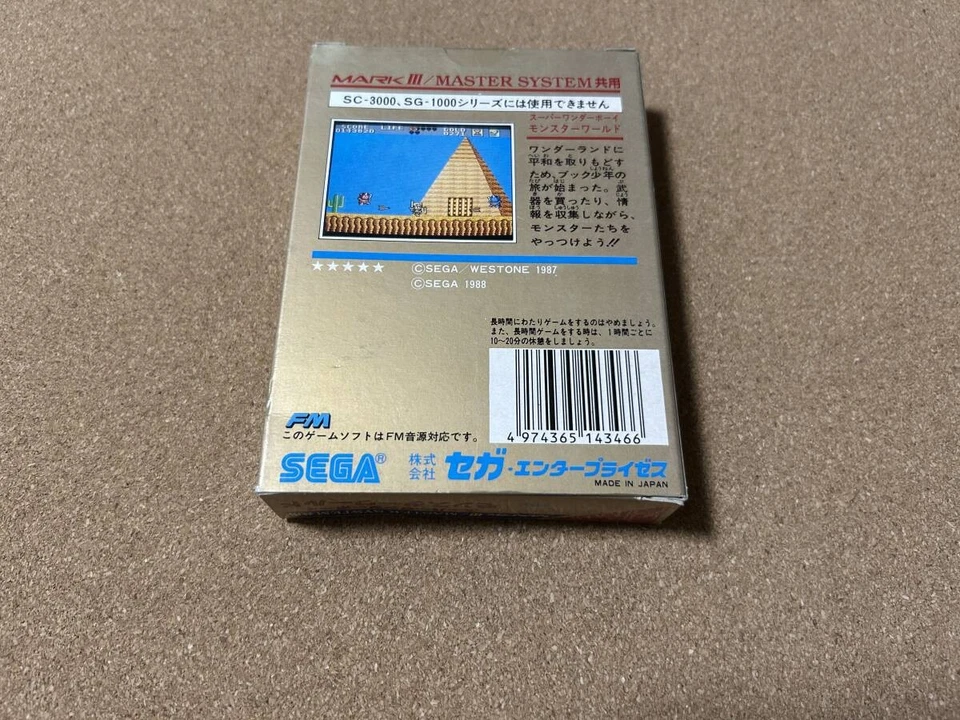 MARK III/MASTER SYSTEM共用
SC-3000、SG-1000シリーズには使用できません
スーパーワンダーボーイ
モンスターワールド
SCORE LIFE GOLD
ワンダーランドに
平和を取りもどす
ため、ブック少年の
旅が始まった。武
器を買ったり、情
報を収集しながら、
モンスターたちを
やっつけよう!!
★★★★★ ©SEGA/WESTONE 1987
©SEGA 1988
長時間にわたりゲームをするのはやめましょう。
また、長時間ゲームをする時は、1時間ごとに
10〜20分の休憩をしましょう。
4 974365 143466
FM
このゲームソフトはFM音源対応です。
SEGA® 株式会社 セガ・エンタープライゼス
MADE IN JAPAN